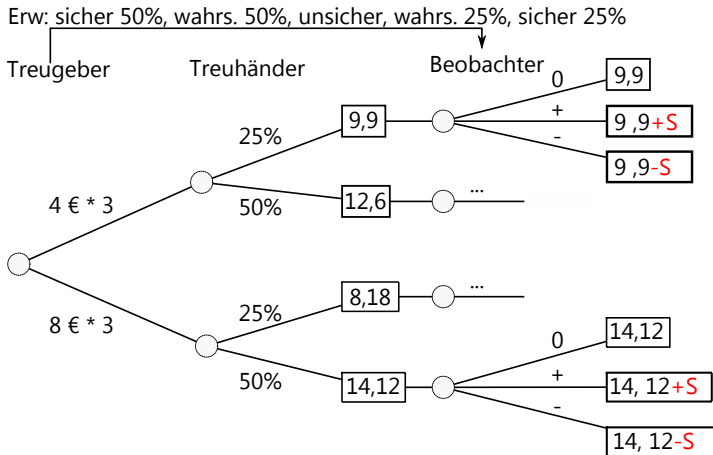 Erw: sicher 50%, wahrs. 50%, unsicher, wahrs. 25%, sicher 25%
Treugeber Treuhänder Beobachter
0 9,9
25% 9,9 + 9 ,9+S
- 9 ,9-S
4 € * 3 50% 12,6 ...
8 € * 3 25% 8,18 ...
0 14,12
50% 14,12 + 14, 12+S
- 14, 12-S